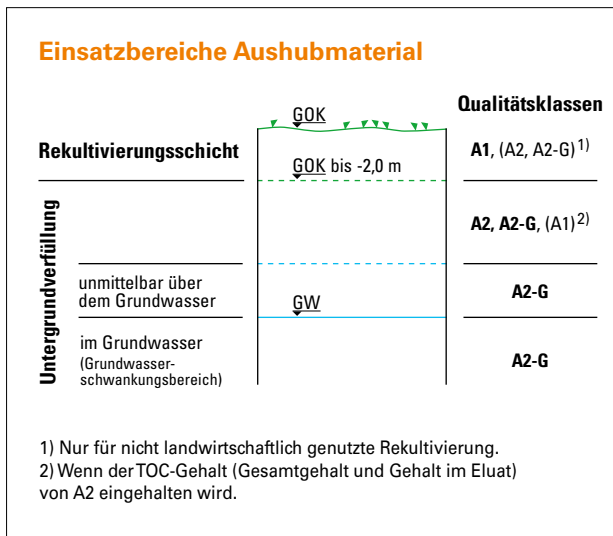 Einsatzbereiche Aushubmaterial
Qualitätsklassen
GOK
Rekultivierungsschicht
GOK bis -2,0 m
A1, (A2, A2-G)1)
Untergrundverfüllung
A2, A2-G, (A1)2)
unmittelbar über
dem Grundwasser
GW
A2-G
im Grundwasser
(Grundwasser-
schwankungsbereich)
A2-G
1) Nur für nicht landwirtschaftlich genutzte Rekultivierung.
2) Wenn der TOC-Gehalt (Gesamtgehalt und Gehalt im Eluat)
von A2 eingehalten wird.